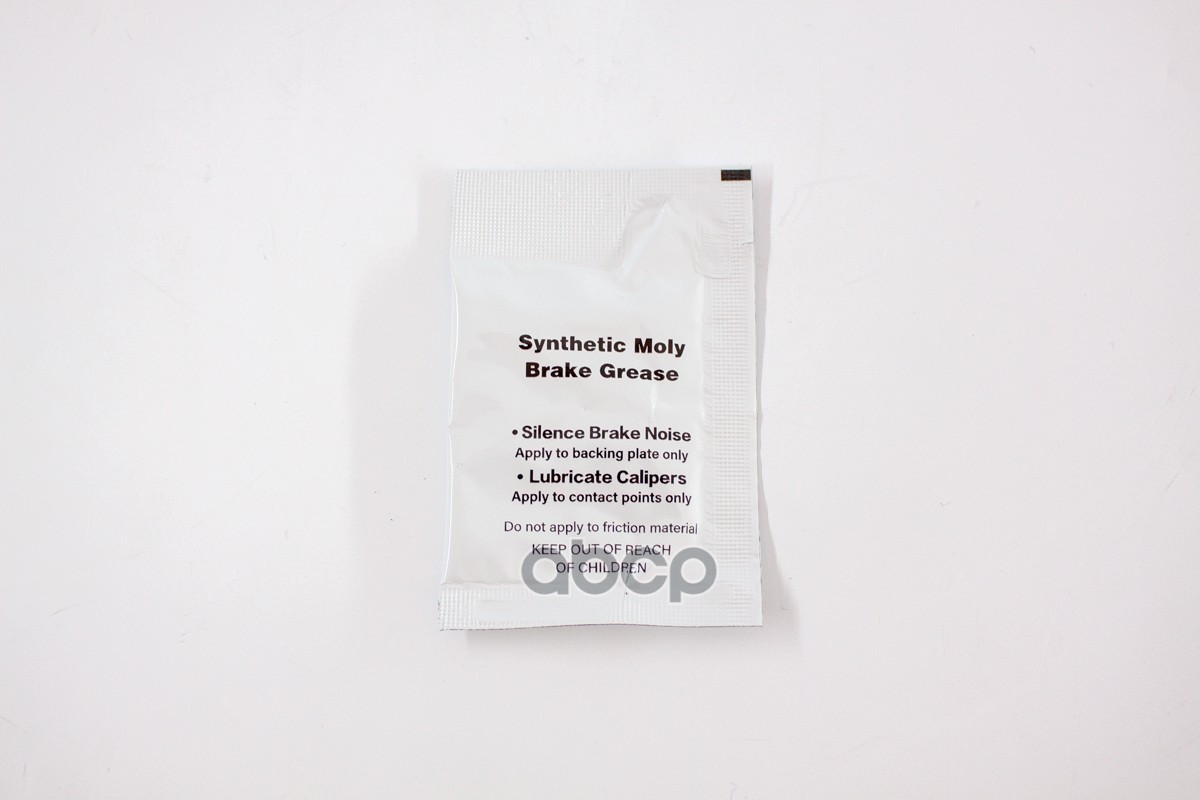 Synthetic Moly
Brake Grease
• Silence Brake Noise
Apply to backing plate only
• Lubricate Calipers
Apply to contact points only
Do not apply to friction material
KEEP OUT OF REACH
OF CHILDREN
abcp